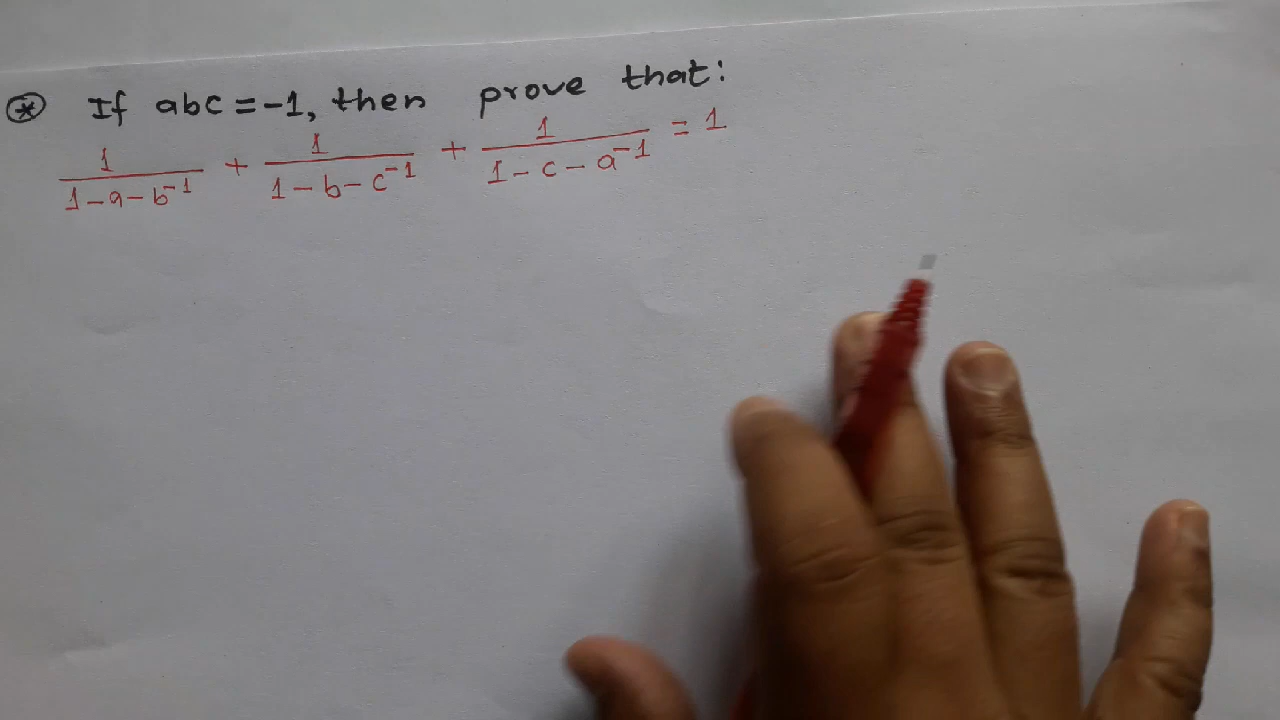 ⊛ If abc = -1, then prove that:
1/(1-a-b⁻¹) + 1/(1-b-c⁻¹) + 1/(1-c-a⁻¹) = 1